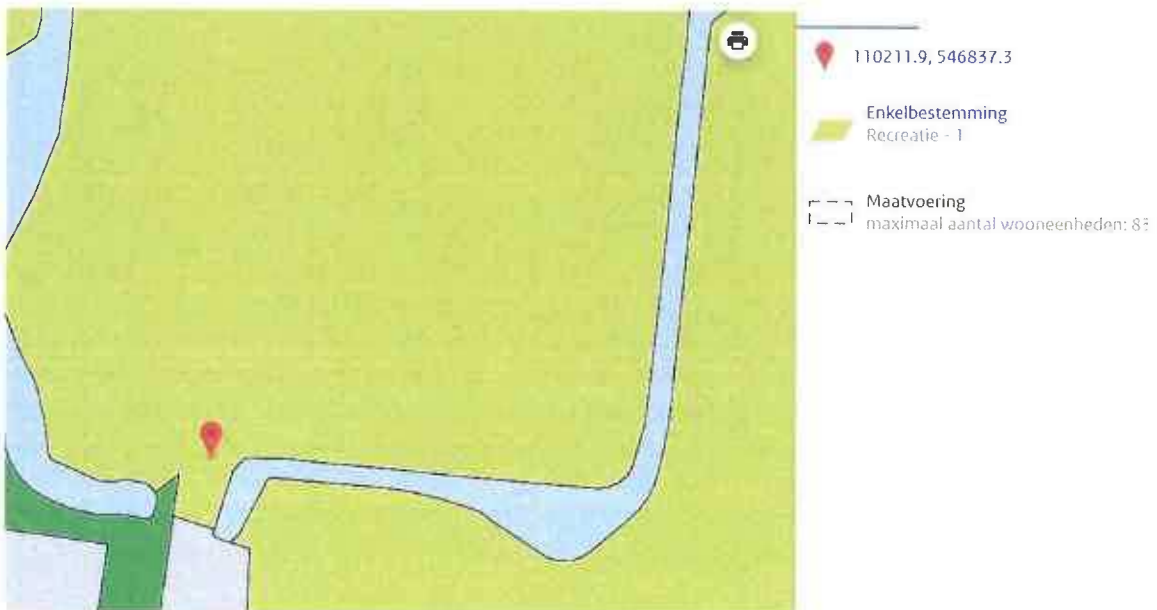 110211.9, 546837.3
Enkelbestemming
Recreatie - 1
Maatvoering
maximaal aantal wooneenheden: